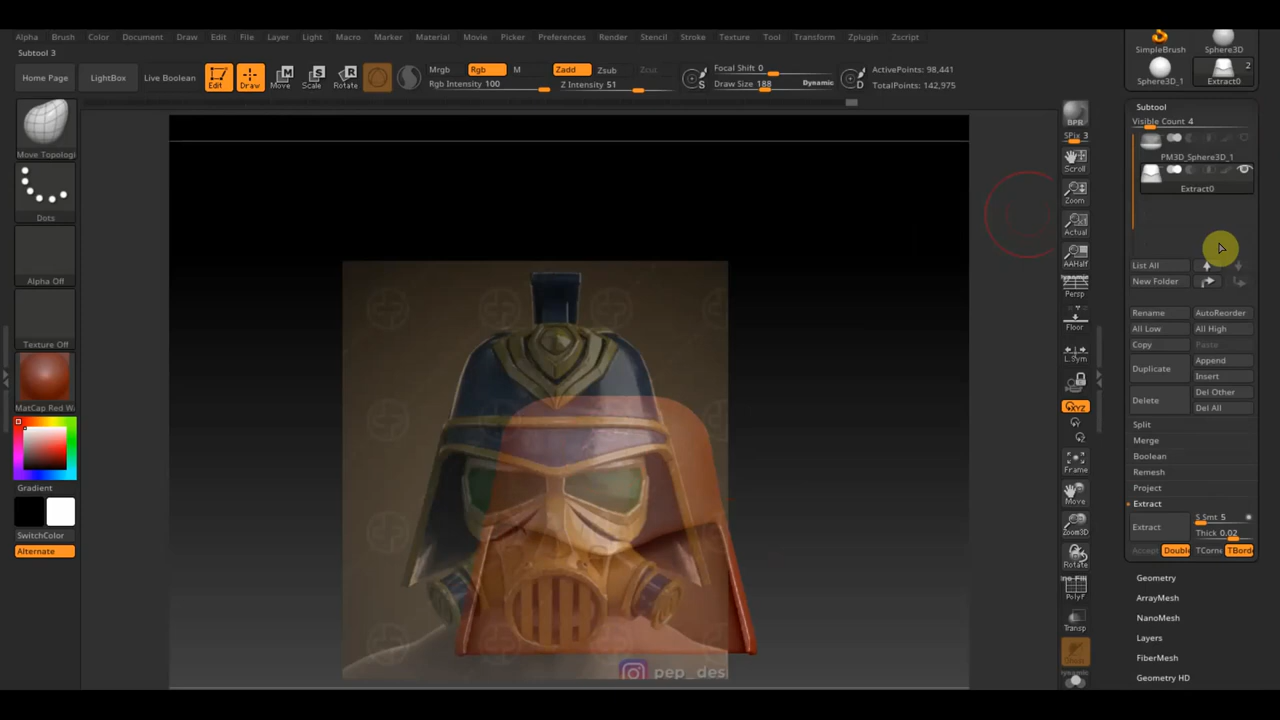 Alpha Brush Color Document Draw Edit File Layer Light Macro Marker Material Movie Picker Preferences Render Stencil Stroke Texture Tool Transform Zplugin Zscript
Subtool 3
Home Page LightBox Live Boolean Edit Draw Move Scale Rotate
Mrgb Rgb M Zadd Zsub Zcut
Rgb Intensity 100 Z Intensity 51
S Focal Shift 0 D
Draw Size 188 Dynamic
ActivePoints: 98,441
TotalPoints: 142,975
Move Topologi
Dots
Alpha Off
Texture Off
MatCap Red Wa
Gradient
SwitchColor
Alternate
pep_des
BPR
SPix 3
Scroll
Zoom
Actual
AAHalf
Persp
Floor
L.Sym
XYZ
Frame
Move
Zoom3D
Rotate
PolyF
Transp
SimpleBrush Sphere3D
2
Sphere3D_1 Extract0
Subtool
Visible Count 4
PM3D_Sphere3D_1
Extract0
List All
New Folder
Rename AutoReorder
All Low All High
Copy Paste
Duplicate Append
Insert
Delete Del Other
Del All
Split
Merge
Boolean
Remesh
Project
Extract
Extract S Smt 5
Thick 0.02
Accept Double TCorne TBorde
Geometry
ArrayMesh
NanoMesh
Layers
FiberMesh
Geometry HD